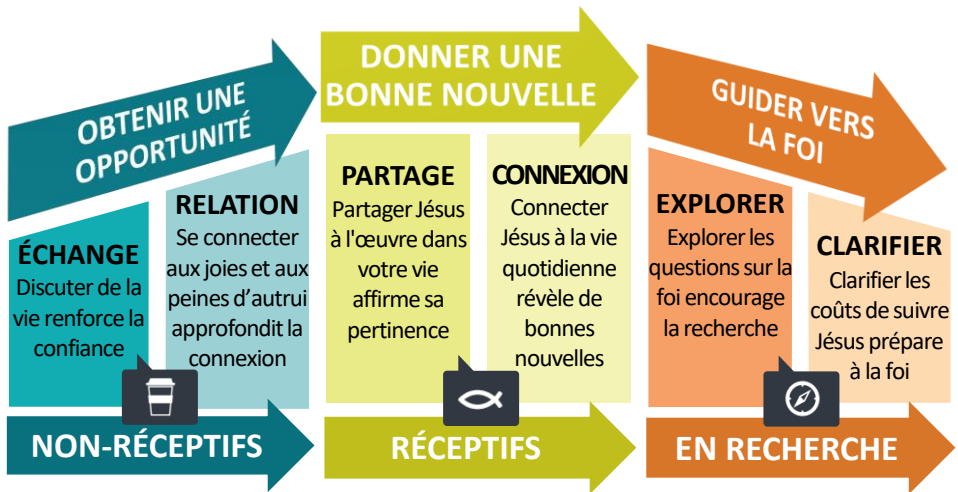 OBTENIR UNE
OPPORTUNITÉ
ÉCHANGE
Discuter de la
vie renforce la
confiance
RELATION
Se connecter
aux joies et aux
peines d’autrui
approfondit la
connexion
NON-RÉCEPTIFS
DONNER UNE
BONNE NOUVELLE
PARTAGE
Partager Jésus
à l'œuvre dans
votre vie
affirme sa
pertinence
CONNEXION
Connecter
Jésus à la vie
quotidienne
révèle de
bonnes
nouvelles
RÉCEPTIFS
GUIDER VERS
LA FOI
EXPLORER
Explorer les
questions sur la
foi encourage
la recherche
CLARIFIER
Clarifier les
coûts de suivre
Jésus prépare
à la foi
EN RECHERCHE